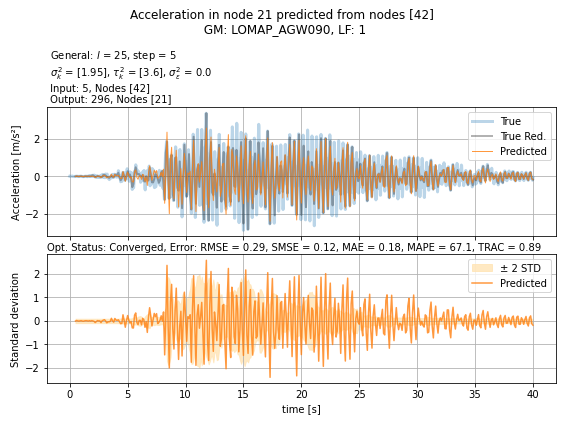 Acceleration in node 21 predicted from nodes [42]
GM: LOMAP_AGW090, LF: 1
General: l = 25, step = 5
σ²ₖ = [1.95], τ²ₖ = [3.6], σ²ε = 0.0
Input: 5, Nodes [42]
Output: 296, Nodes [21]
Acceleration [m/s²]
2
0
−2
True
True Red.
Predicted
Opt. Status: Converged, Error: RMSE = 0.29, SMSE = 0.12, MAE = 0.18, MAPE = 67.1, TRAC = 0.89
Standard deviation
2
1
0
−1
−2
± 2 STD
Predicted
0 5 10 15 20 25 30 35 40
time [s]